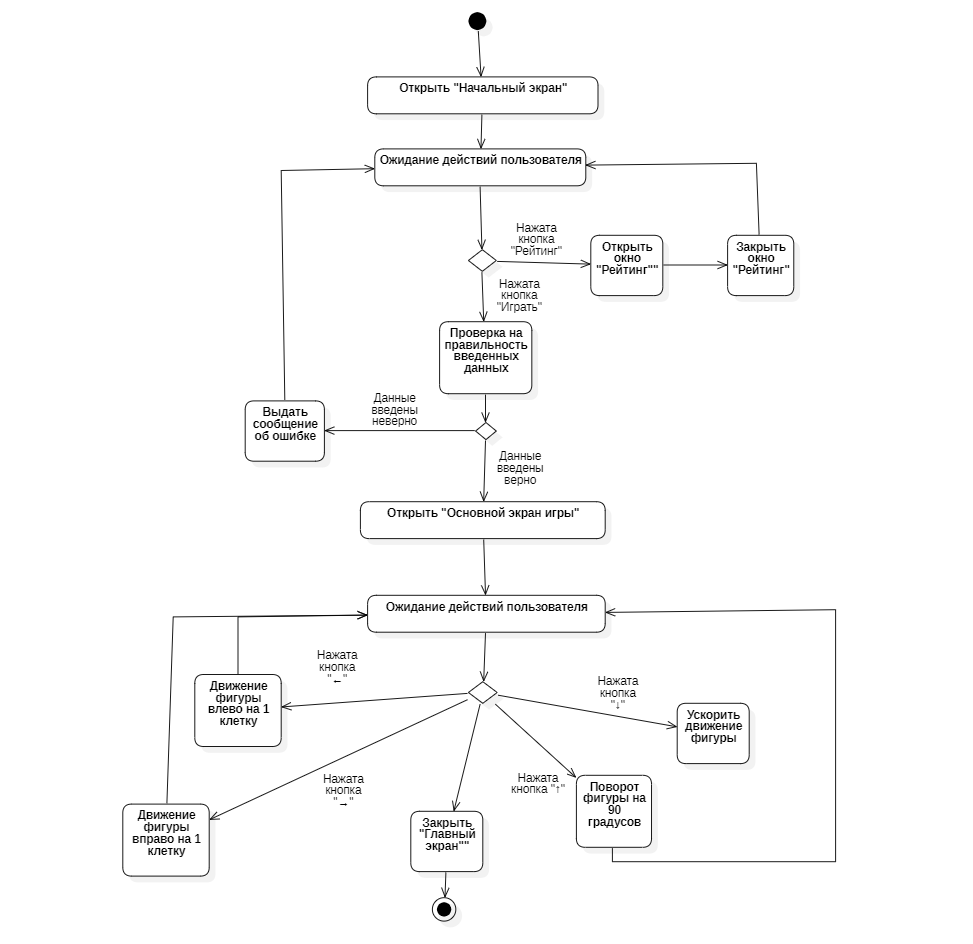 Открыть "Начальный экран"
Ожидание действий пользователя
Нажата
кнопка
"Рейтинг"
Открыть
окно
"Рейтинг""
Закрыть
окно
"Рейтинг"
Нажата
кнопка
"Играть"
Проверка на
правильность
введенных
данных
Данные
введены
неверно
Выдать
сообщение
об ошибке
Данные
введены
верно
Открыть "Основной экран игры"
Ожидание действий пользователя
Нажата
кнопка
"←"
Движение
фигуры
влево на 1
клетку
Нажата
кнопка
"↓"
Ускорить
движение
фигуры
Нажата
кнопка
"→"
Нажата
кнопка "↑"
Поворот
фигуры на
90
градусов
Движение
фигуры
вправо на 1
клетку
Закрыть
"Главный
экран""